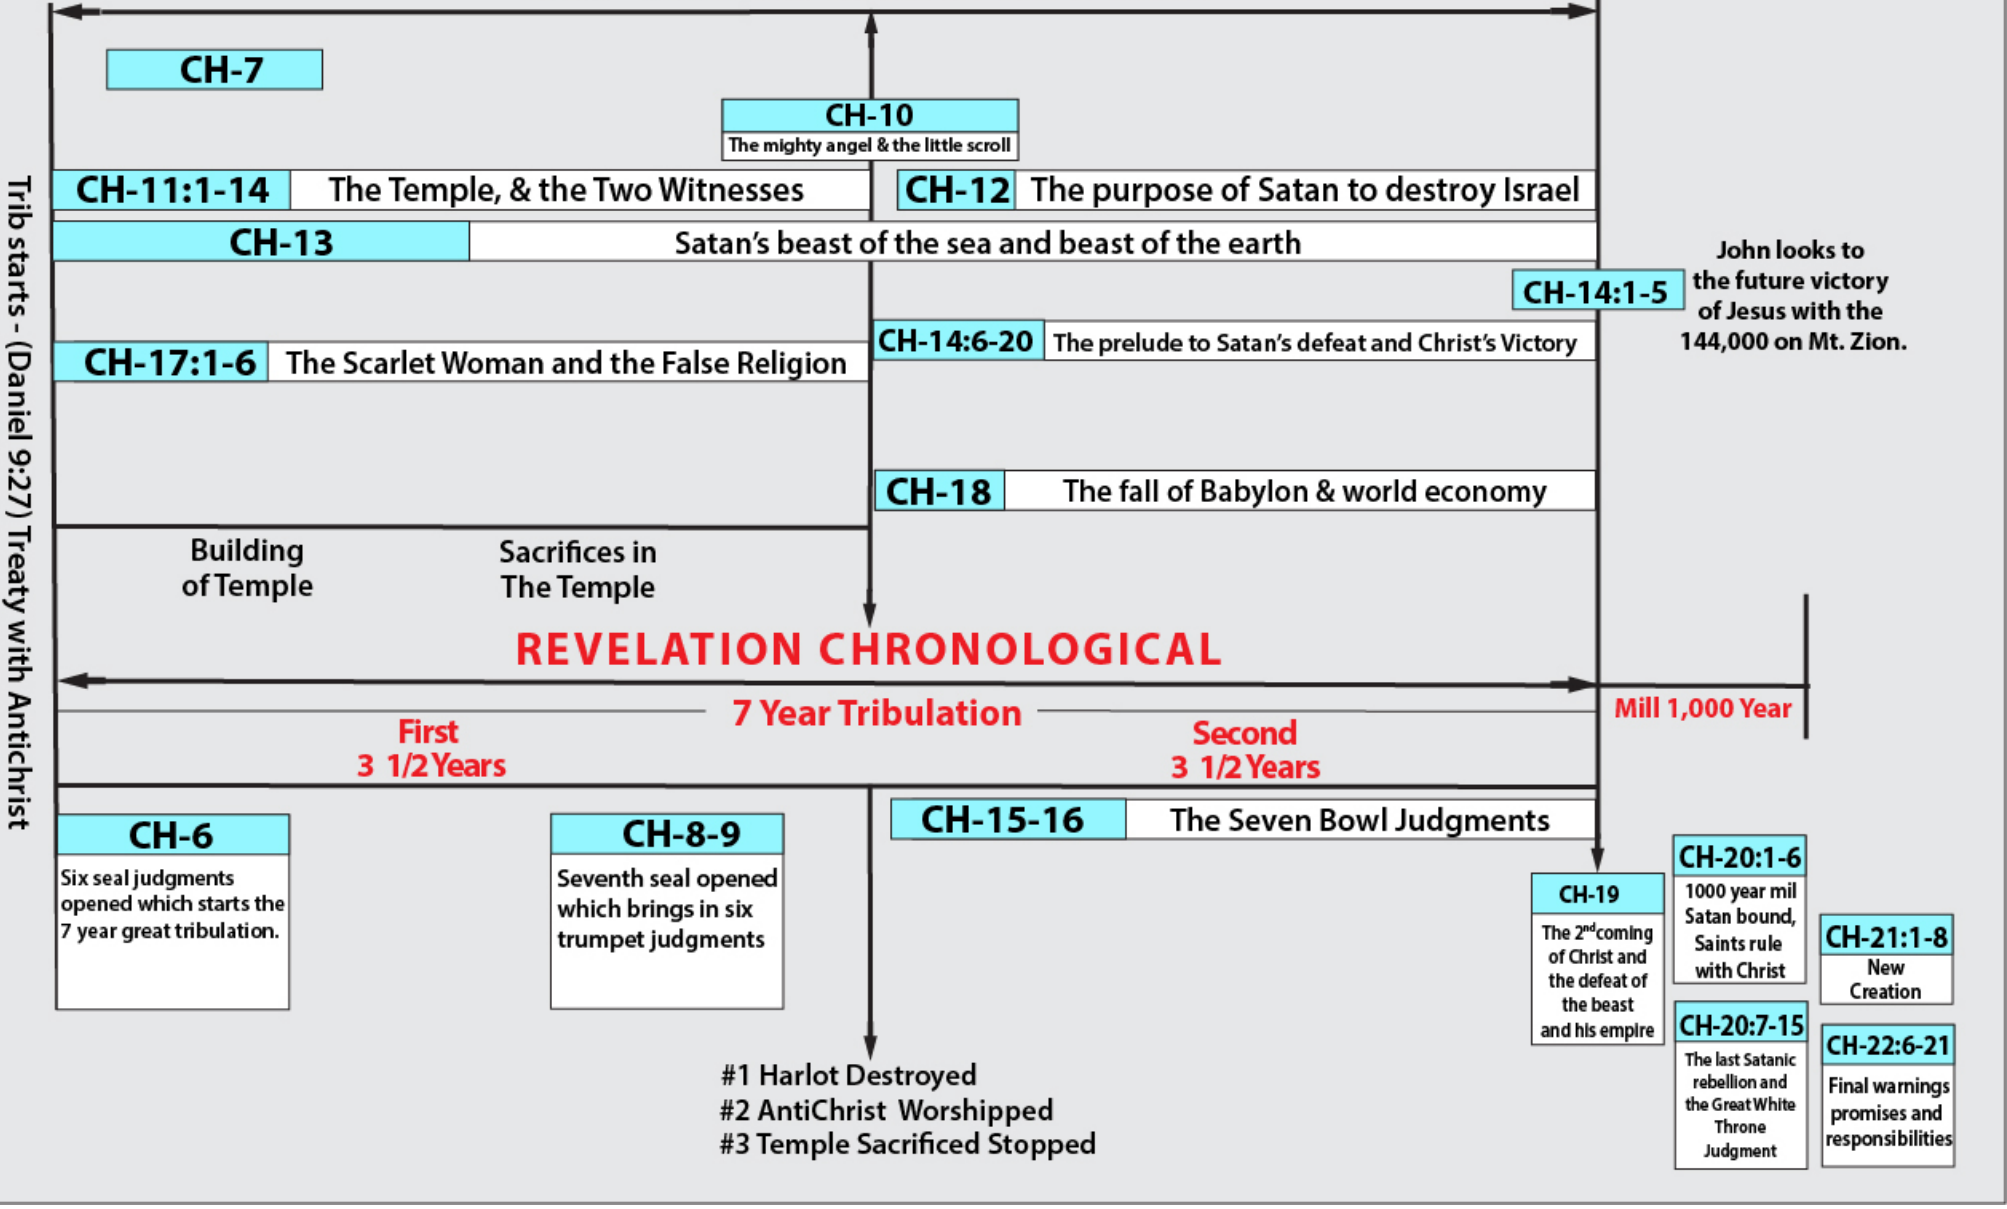 Trib starts - (Daniel 9:27) Treaty with Antichrist
CH-7
CH-10
The mighty angel & the little scroll
CH-11:1-14 The Temple, & the Two Witnesses
CH-12 The purpose of Satan to destroy Israel
CH-13 Satan's beast of the sea and beast of the earth
CH-14:1-5
John looks to
the future victory
of Jesus with the
144,000 on Mt. Zion.
CH-14:6-20 The prelude to Satan's defeat and Christ's Victory
CH-17:1-6 The Scarlet Woman and the False Religion
CH-18 The fall of Babylon & world economy
Building
of Temple
Sacrifices in
The Temple
REVELATION CHRONOLOGICAL
7 Year Tribulation
Mill 1,000 Year
First
3 1/2 Years
Second
3 1/2 Years
CH-6
Six seal judgments
opened which starts the
7 year great tribulation.
CH-8-9
Seventh seal opened
which brings in six
trumpet judgments
CH-15-16 The Seven Bowl Judgments
#1 Harlot Destroyed
#2 AntiChrist Worshipped
#3 Temple Sacrificed Stopped
CH-19
The 2nd coming
of Christ and
the defeat of
the beast
and his empire
CH-20:1-6
1000 year mil
Satan bound,
Saints rule
with Christ
CH-20:7-15
The last Satanic
rebellion and
the Great White
Throne
Judgment
CH-21:1-8
New
Creation
CH-22:6-21
Final warnings
promises and
responsibilities